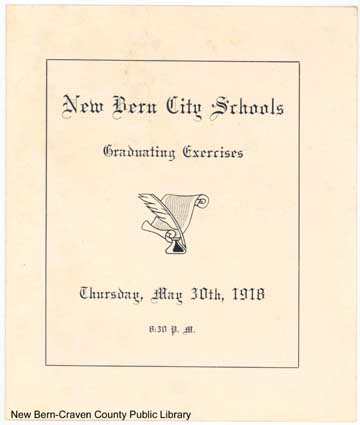 New Bern City Schools
Graduating Exercises
Thursday, May 30th, 1918
8:30 P. M.
New Bern-Craven County Public Library